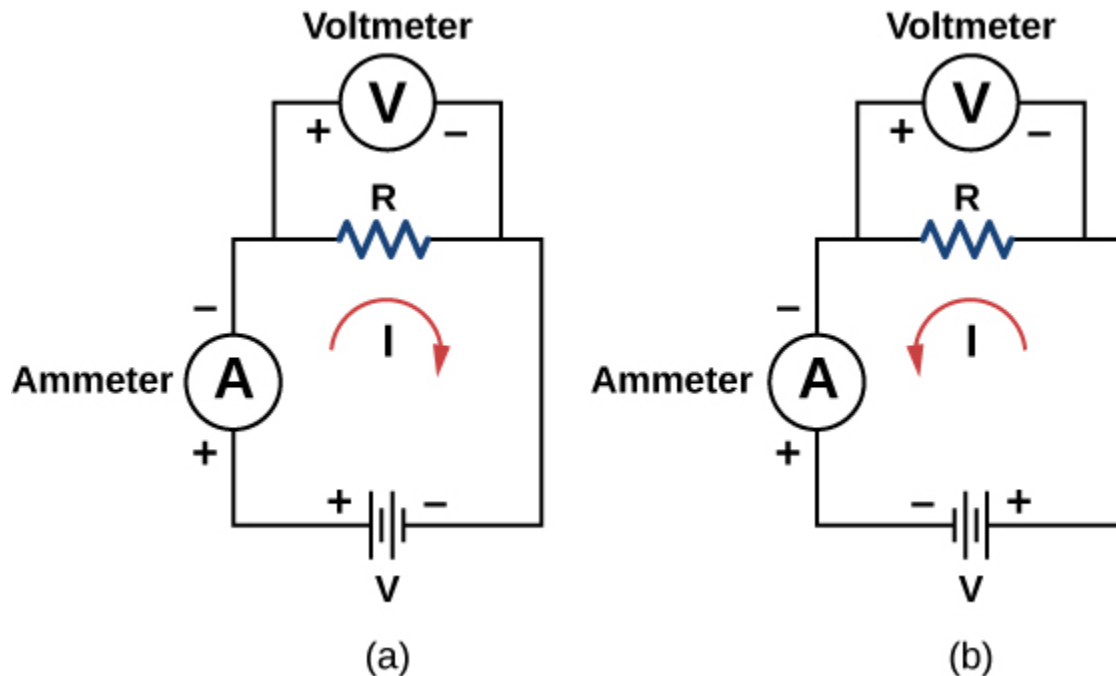 Voltmeter
V
+ −
R
I
−
Ammeter A
+
+ −
V
(a)
Voltmeter
V
+ −
R
I
−
Ammeter A
+
− +
V
(b)